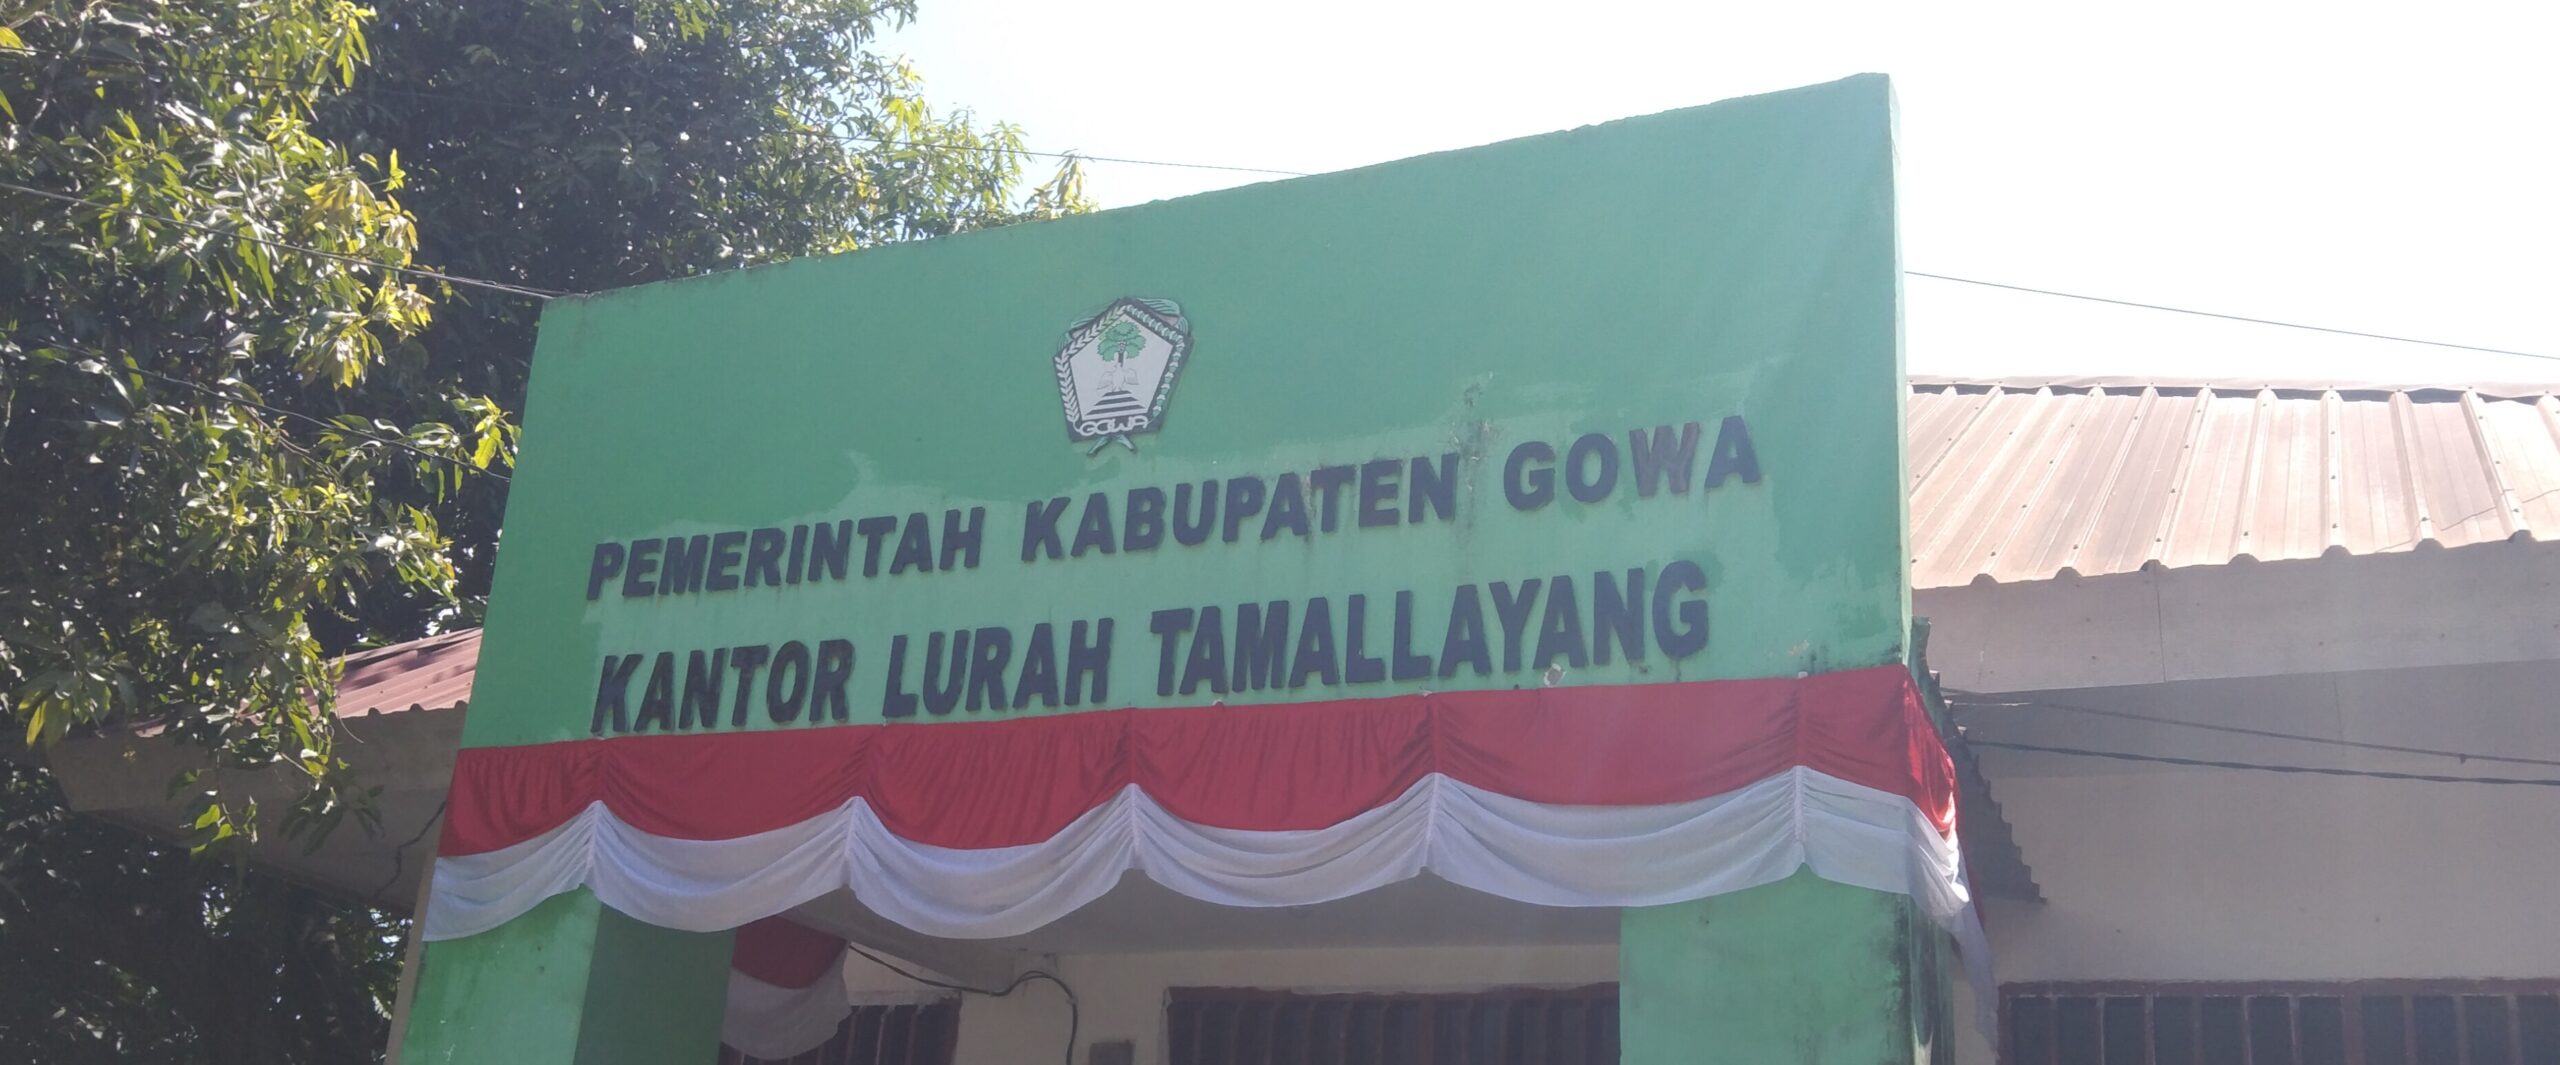 GOWA
PEMERINTAH KABUPATEN GOWA
KANTOR LURAH TAMALLAYANG